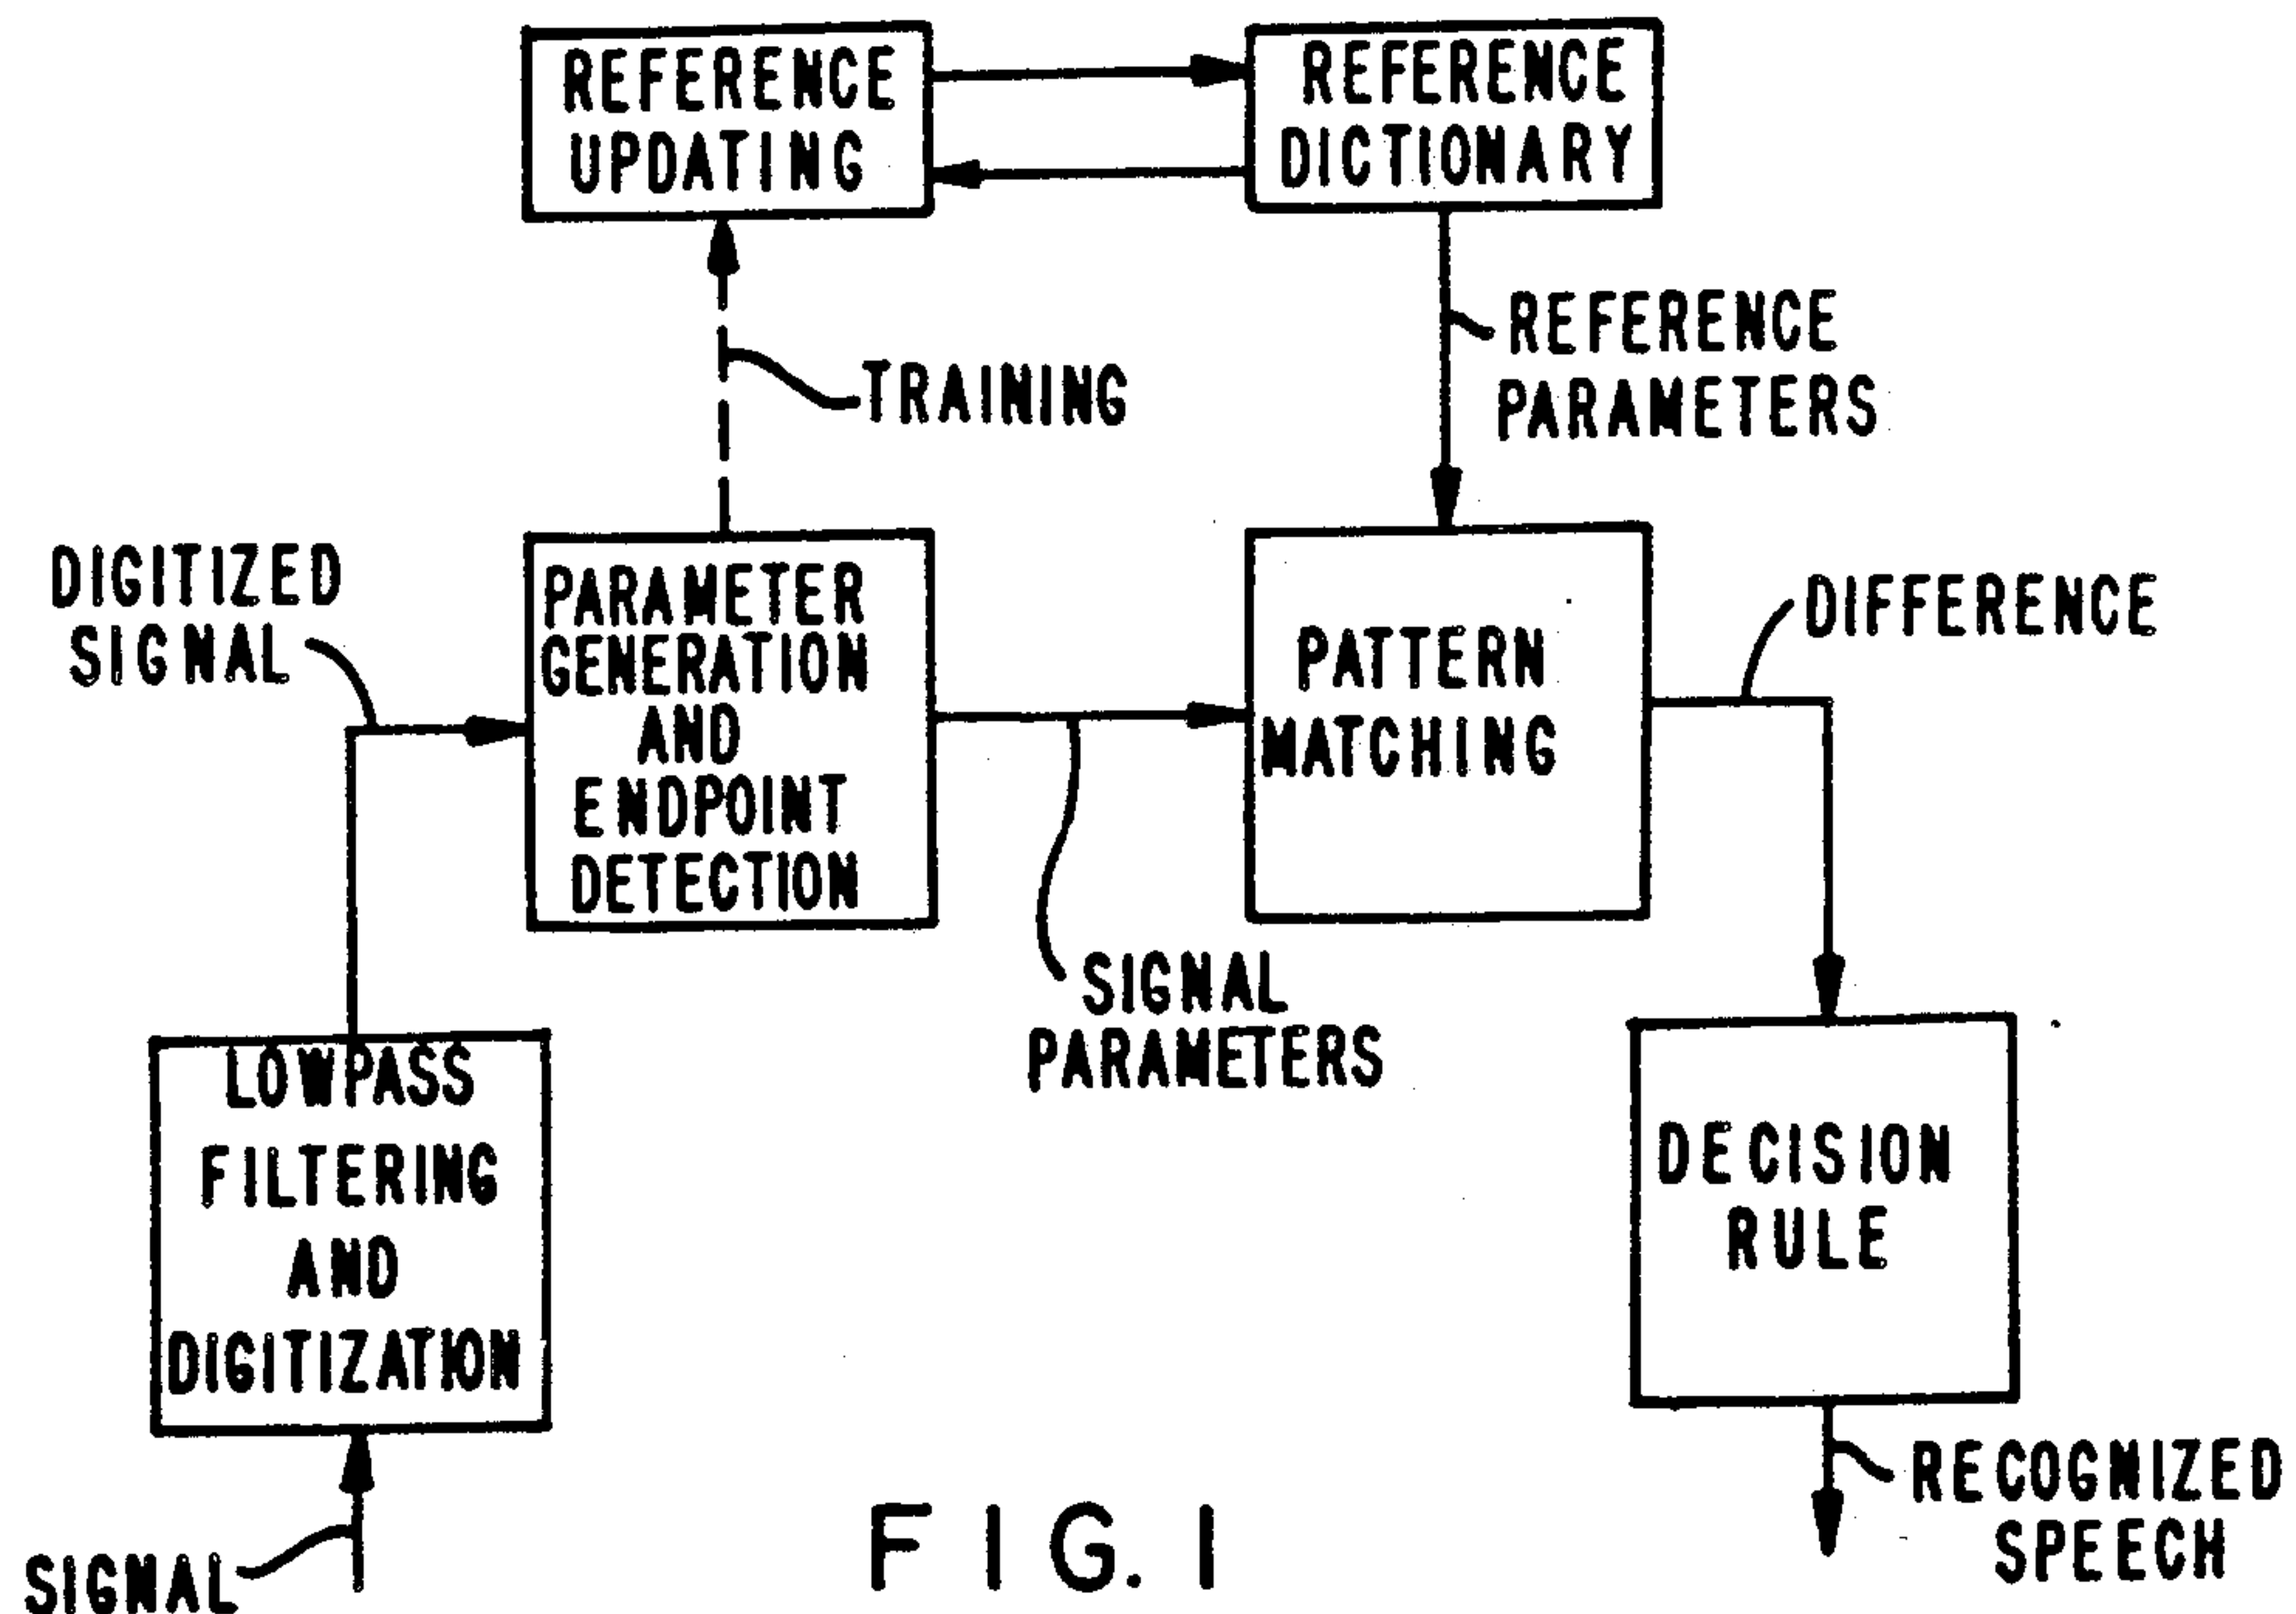 REFERENCE
UPDATING
REFERENCE
DICTIONARY
TRAINING
REFERENCE
PARAMETERS
DIGITIZED
SIGNAL
PARAMETER
GENERATION
AND
ENDPOINT
DETECTION
PATTERN
MATCHING
DIFFERENCE
SIGNAL
PARAMETERS
LOWPASS
FILTERING
AND
DIGITIZATION
DECISION
RULE
SIGNAL
RECOGNIZED
SPEECH
FIG. 1